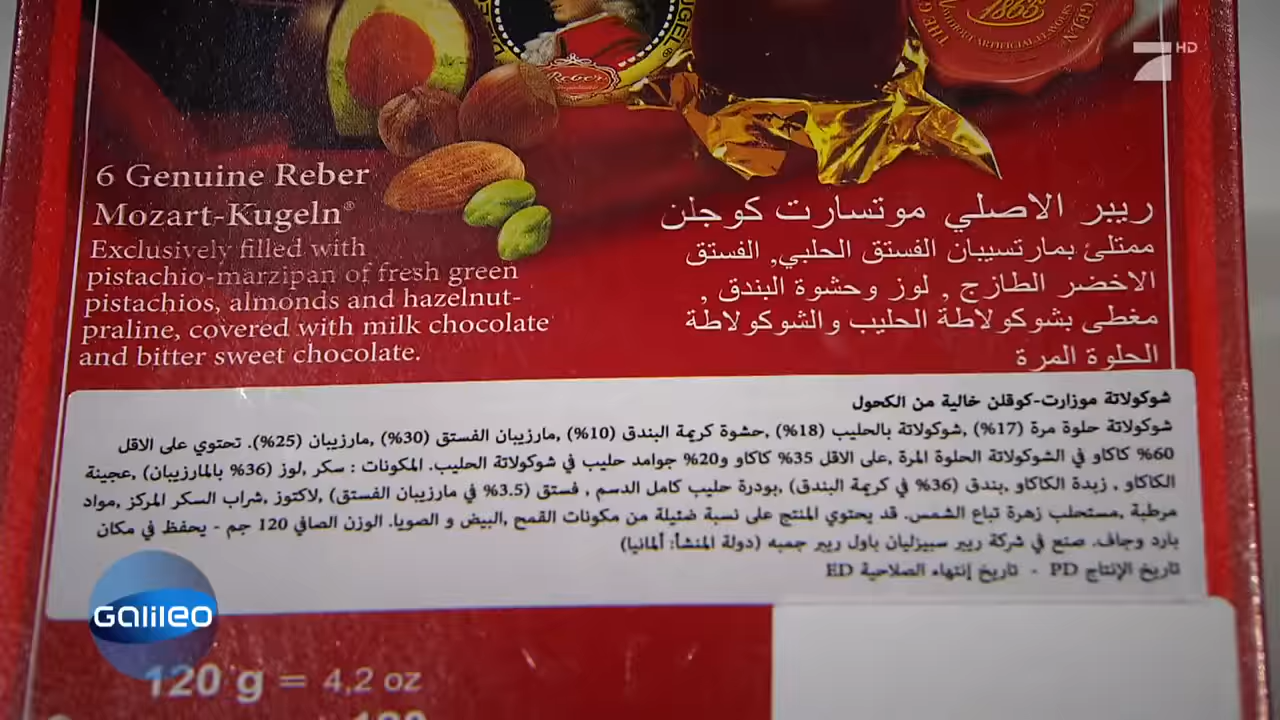 Reber
1865
HD
6 Genuine Reber
Mozart-Kugeln®
Exclusively filled with
pistachio-marzipan of fresh green
pistachios, almonds and hazelnut-
praline, covered with milk chocolate
and bitter sweet chocolate.
ريبر الاصلي موتسارت كوجلن
ممتلئ بمارتسيبان الفستق الحلبي, الفستق
الاخضر الطازج , لوز وحشوة البندق ,
مغطى بشوكولاطة الحليب والشوكولاطة
الحلوة المرة
شوكولاتة موزارت-كوقلن خالية من الكحول
شوكولاتة حلوة مرة (17%) ,شوكولاتة بالحليب (18%) ,حشوة كريمة البندق (10%) ,مارزيبان الفستق (30%) ,مارزيبان (25%). تحتوي على الاقل
60% كاكاو في الشوكولاتة الحلوة المرة ,على الاقل 35% كاكاو و20% جوامد حليب في شوكولاتة الحليب. المكونات : سكر ,لوز (36% بالمارزيبان) ,عجينة
الكاكاو , زبدة الكاكاو ,بندق (36% في كريمة البندق) ,بودرة حليب كامل الدسم , فستق (3.5% في مارزيبان الفستق) ,لاكتوز ,شراب السكر المركز ,مواد
مرطبة ,مستحلب زهرة تباع الشمس. قد يحتوي المنتج على نسبة ضئيلة من مكونات القمح ,البيض و الصويا. الوزن الصافي 120 جم - يحفظ في مكان
بارد وجاف. صنع في شركة ريبر سبيزليان باول ريبر جمبه (دولة المنشأ: ألمانيا)
تاريخ الإنتاج PD - تاريخ إنتهاء الصلاحية ED
Galileo
120 g = 4,2 oz